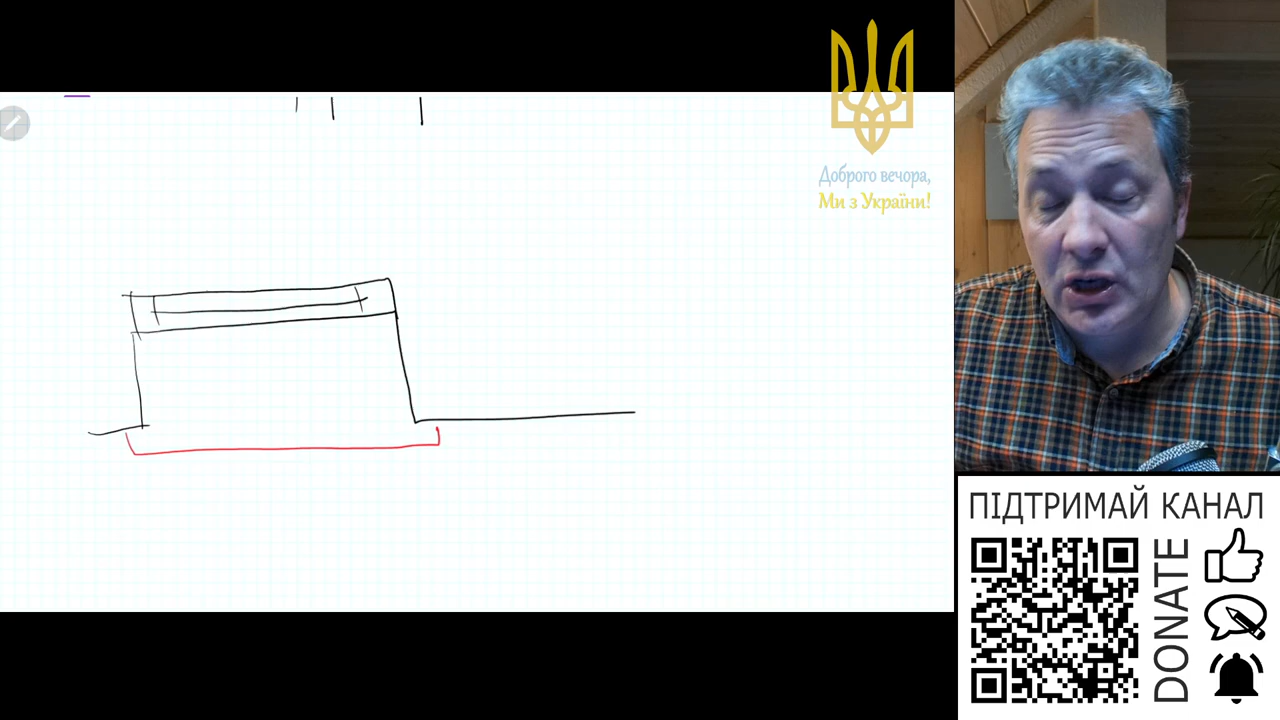 Доброго вечора,
Ми з України!
ПІДТРИМАЙ КАНАЛ
DONATE